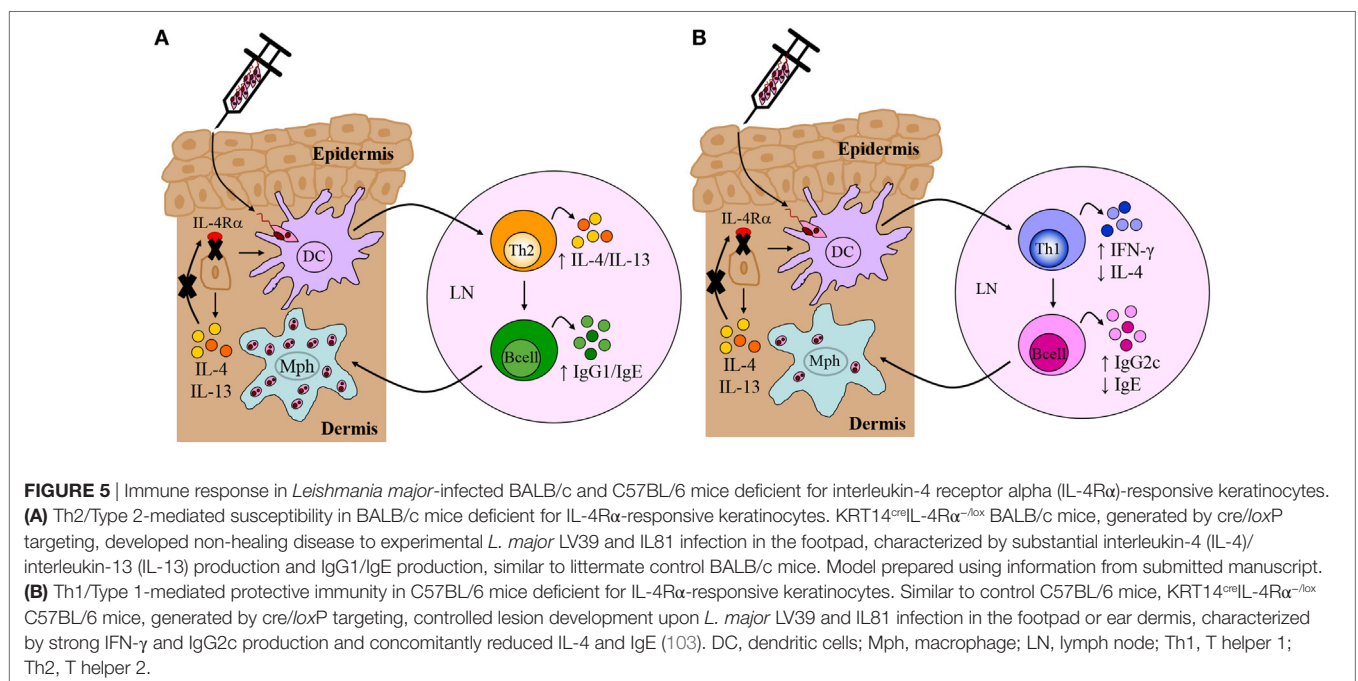 A
Epidermis
IL-4Rα
DC
IL-4
IL-13
Mph
Dermis
LN
Th2
↑ IL-4/IL-13
Bcell
↑ IgG1/IgE
B
Epidermis
IL-4Rα
DC
IL-4
IL-13
Mph
Dermis
LN
Th1
↑ IFN-γ
↓ IL-4
Bcell
↑ IgG2c
↓ IgE
FIGURE 5 | Immune response in Leishmania major-infected BALB/c and C57BL/6 mice deficient for interleukin-4 receptor alpha (IL-4Rα)-responsive keratinocytes.
(A) Th2/Type 2-mediated susceptibility in BALB/c mice deficient for IL-4Rα-responsive keratinocytes. KRT14creIL-4Rα−/lox BALB/c mice, generated by cre/loxP
targeting, developed non-healing disease to experimental L. major LV39 and IL81 infection in the footpad, characterized by substantial interleukin-4 (IL-4)/
interleukin-13 (IL-13) production and IgG1/IgE production, similar to littermate control BALB/c mice. Model prepared using information from submitted manuscript.
(B) Th1/Type 1-mediated protective immunity in C57BL/6 mice deficient for IL-4Rα-responsive keratinocytes. Similar to control C57BL/6 mice, KRT14creIL-4Rα−/lox
C57BL/6 mice, generated by cre/loxP targeting, controlled lesion development upon L. major LV39 and IL81 infection in the footpad or ear dermis, characterized
by strong IFN-γ and IgG2c production and concomitantly reduced IL-4 and IgE (103). DC, dendritic cells; Mph, macrophage; LN, lymph node; Th1, T helper 1;
Th2, T helper 2.